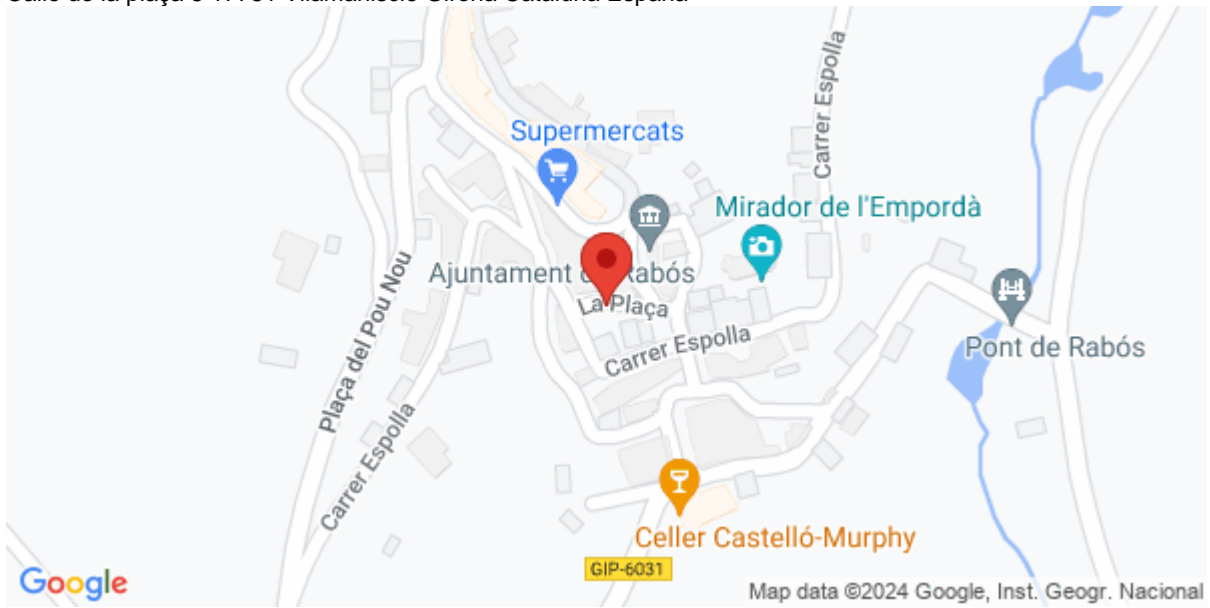 Carrer Espolla
Supermercats
Mirador de l'Empordà
Ajuntament de Rabós
La Plaça
Plaça del Pou Nou
Carrer Espolla
Pont de Rabós
Carrer Espolla
Celler Castelló-Murphy
GIP-6031
Google
Map data ©2024 Google, Inst. Geogr. Nacional